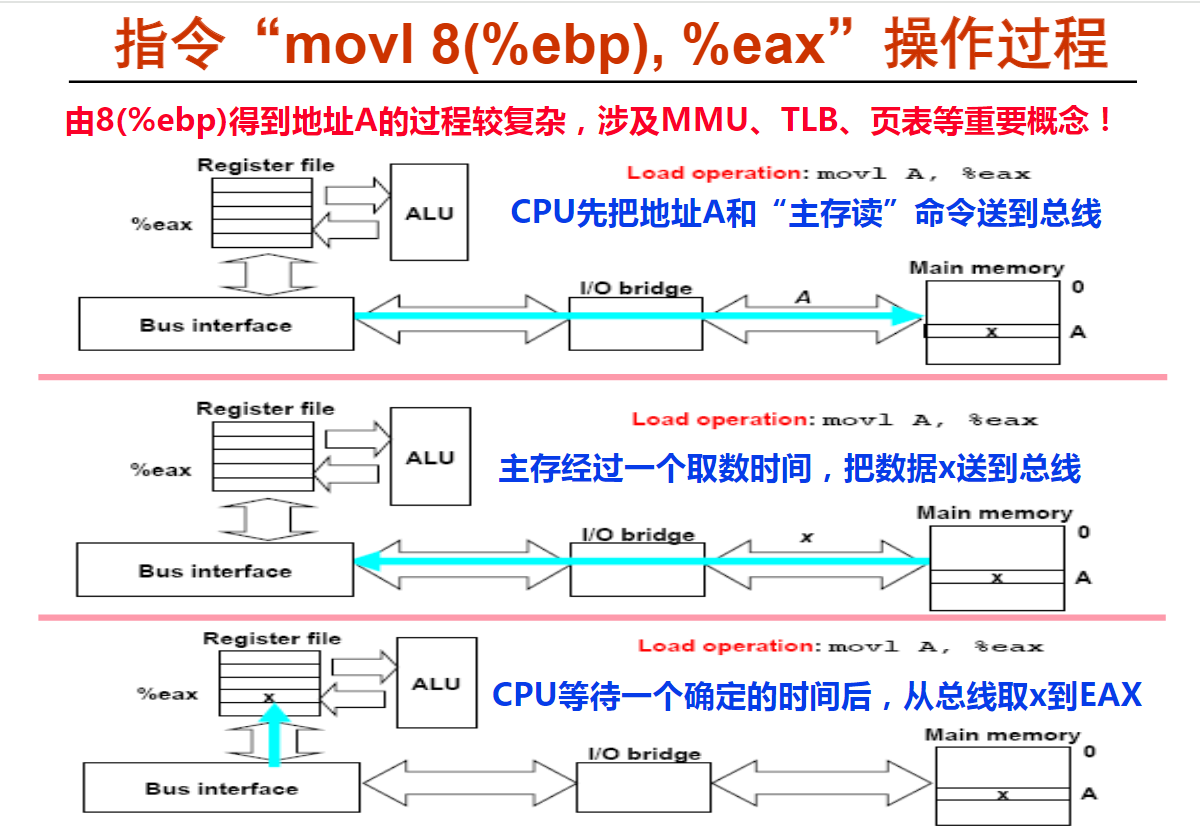 指令“movl 8(%ebp), %eax”操作过程
由8(%ebp)得到地址A的过程较复杂，涉及MMU、TLB、页表等重要概念！
Register file
Load operation: movl A, %eax
%eax
ALU
CPU先把地址A和“主存读”命令送到总线
Main memory
I/O bridge
A
0
Bus interface
x
A
Register file
Load operation: movl A, %eax
%eax
ALU
主存经过一个取数时间，把数据x送到总线
Main memory
I/O bridge
x
0
Bus interface
x
A
Register file
Load operation: movl A, %eax
%eax
x
ALU
CPU等待一个确定的时间后，从总线取x到EAX
Main memory
I/O bridge
0
Bus interface
x
A